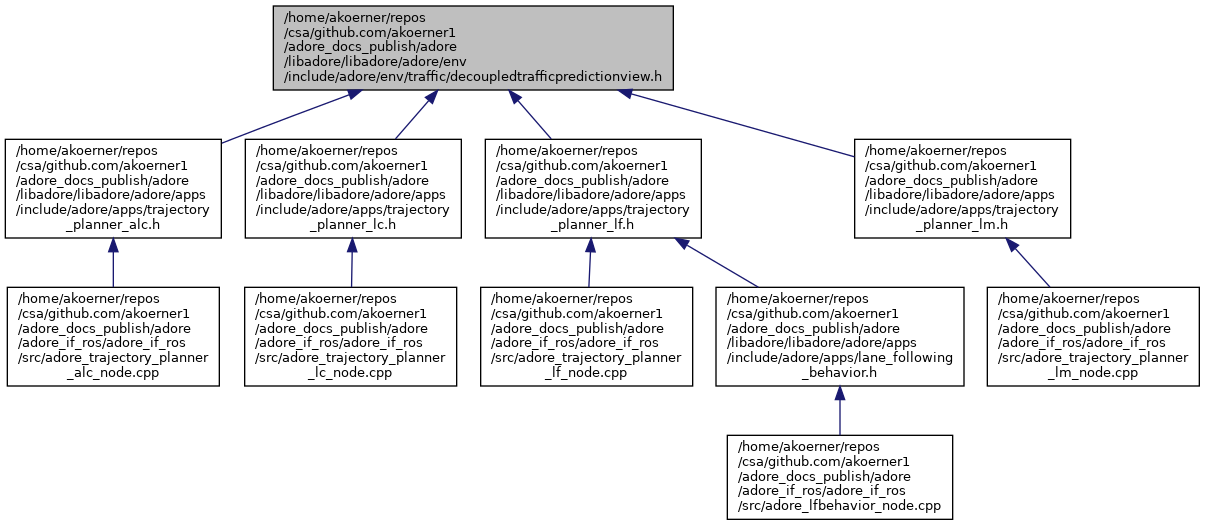 /home/akoerner/repos
/csa/github.com/akoerner1
/adore_docs_publish/adore
/libadore/libadore/adore/env
/include/adore/env/traffic/decoupledtrafficpredictionview.h
/home/akoerner/repos
/csa/github.com/akoerner1
/adore_docs_publish/adore
/libadore/libadore/adore/apps
/include/adore/apps/trajectory
_planner_alc.h
/home/akoerner/repos
/csa/github.com/akoerner1
/adore_docs_publish/adore
/libadore/libadore/adore/apps
/include/adore/apps/trajectory
_planner_lc.h
/home/akoerner/repos
/csa/github.com/akoerner1
/adore_docs_publish/adore
/libadore/libadore/adore/apps
/include/adore/apps/trajectory
_planner_lf.h
/home/akoerner/repos
/csa/github.com/akoerner1
/adore_docs_publish/adore
/libadore/libadore/adore/apps
/include/adore/apps/trajectory
_planner_lm.h
/home/akoerner/repos
/csa/github.com/akoerner1
/adore_docs_publish/adore
/adore_if_ros/adore_if_ros
/src/adore_trajectory_planner
_alc_node.cpp
/home/akoerner/repos
/csa/github.com/akoerner1
/adore_docs_publish/adore
/adore_if_ros/adore_if_ros
/src/adore_trajectory_planner
_lc_node.cpp
/home/akoerner/repos
/csa/github.com/akoerner1
/adore_docs_publish/adore
/adore_if_ros/adore_if_ros
/src/adore_trajectory_planner
_lf_node.cpp
/home/akoerner/repos
/csa/github.com/akoerner1
/adore_docs_publish/adore
/libadore/libadore/adore/apps
/include/adore/apps/lane_following
_behavior.h
/home/akoerner/repos
/csa/github.com/akoerner1
/adore_docs_publish/adore
/adore_if_ros/adore_if_ros
/src/adore_trajectory_planner
_lm_node.cpp
/home/akoerner/repos
/csa/github.com/akoerner1
/adore_docs_publish/adore
/adore_if_ros/adore_if_ros
/src/adore_lfbehavior_node.cpp